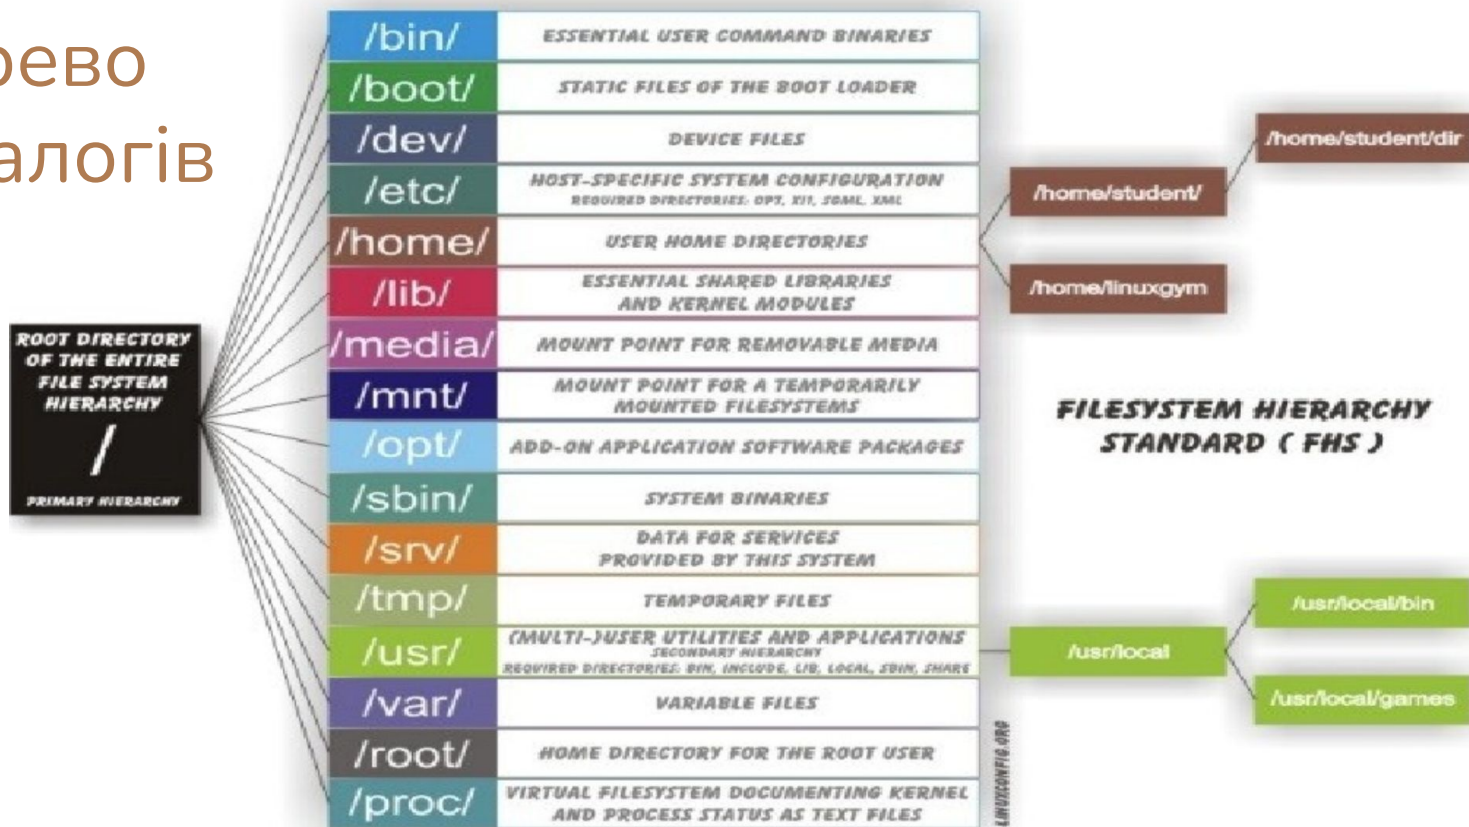 рево
алогів
ROOT DIRECTORY
OF THE ENTIRE
FILE SYSTEM
HIERARCHY
/
PRIMARY HIERARCHY
/bin/ ESSENTIAL USER COMMAND BINARIES
/boot/ STATIC FILES OF THE BOOT LOADER
/dev/ DEVICE FILES
/etc/ HOST-SPECIFIC SYSTEM CONFIGURATION
REQUIRED DIRECTORIES: OPT, X11, SGML, XML
/home/ USER HOME DIRECTORIES
/lib/ ESSENTIAL SHARED LIBRARIES
AND KERNEL MODULES
/media/ MOUNT POINT FOR REMOVABLE MEDIA
/mnt/ MOUNT POINT FOR A TEMPORARILY
MOUNTED FILESYSTEMS
/opt/ ADD-ON APPLICATION SOFTWARE PACKAGES
/sbin/ SYSTEM BINARIES
/srv/ DATA FOR SERVICES
PROVIDED BY THIS SYSTEM
/tmp/ TEMPORARY FILES
/usr/ (MULTI-)USER UTILITIES AND APPLICATIONS
SECONDARY HIERARCHY
REQUIRED DIRECTORIES: BIN, INCLUDE, LIB, LOCAL, SBIN, SHARE
/var/ VARIABLE FILES
/root/ HOME DIRECTORY FOR THE ROOT USER
/proc/ VIRTUAL FILESYSTEM DOCUMENTING KERNEL
AND PROCESS STATUS AS TEXT FILES
/home/student/dir
/home/student/
/home/linuxgym
FILESYSTEM HIERARCHY
STANDARD ( FHS )
/usr/local/bin
/usr/local
/usr/local/games
LINUXCONFIG.ORG